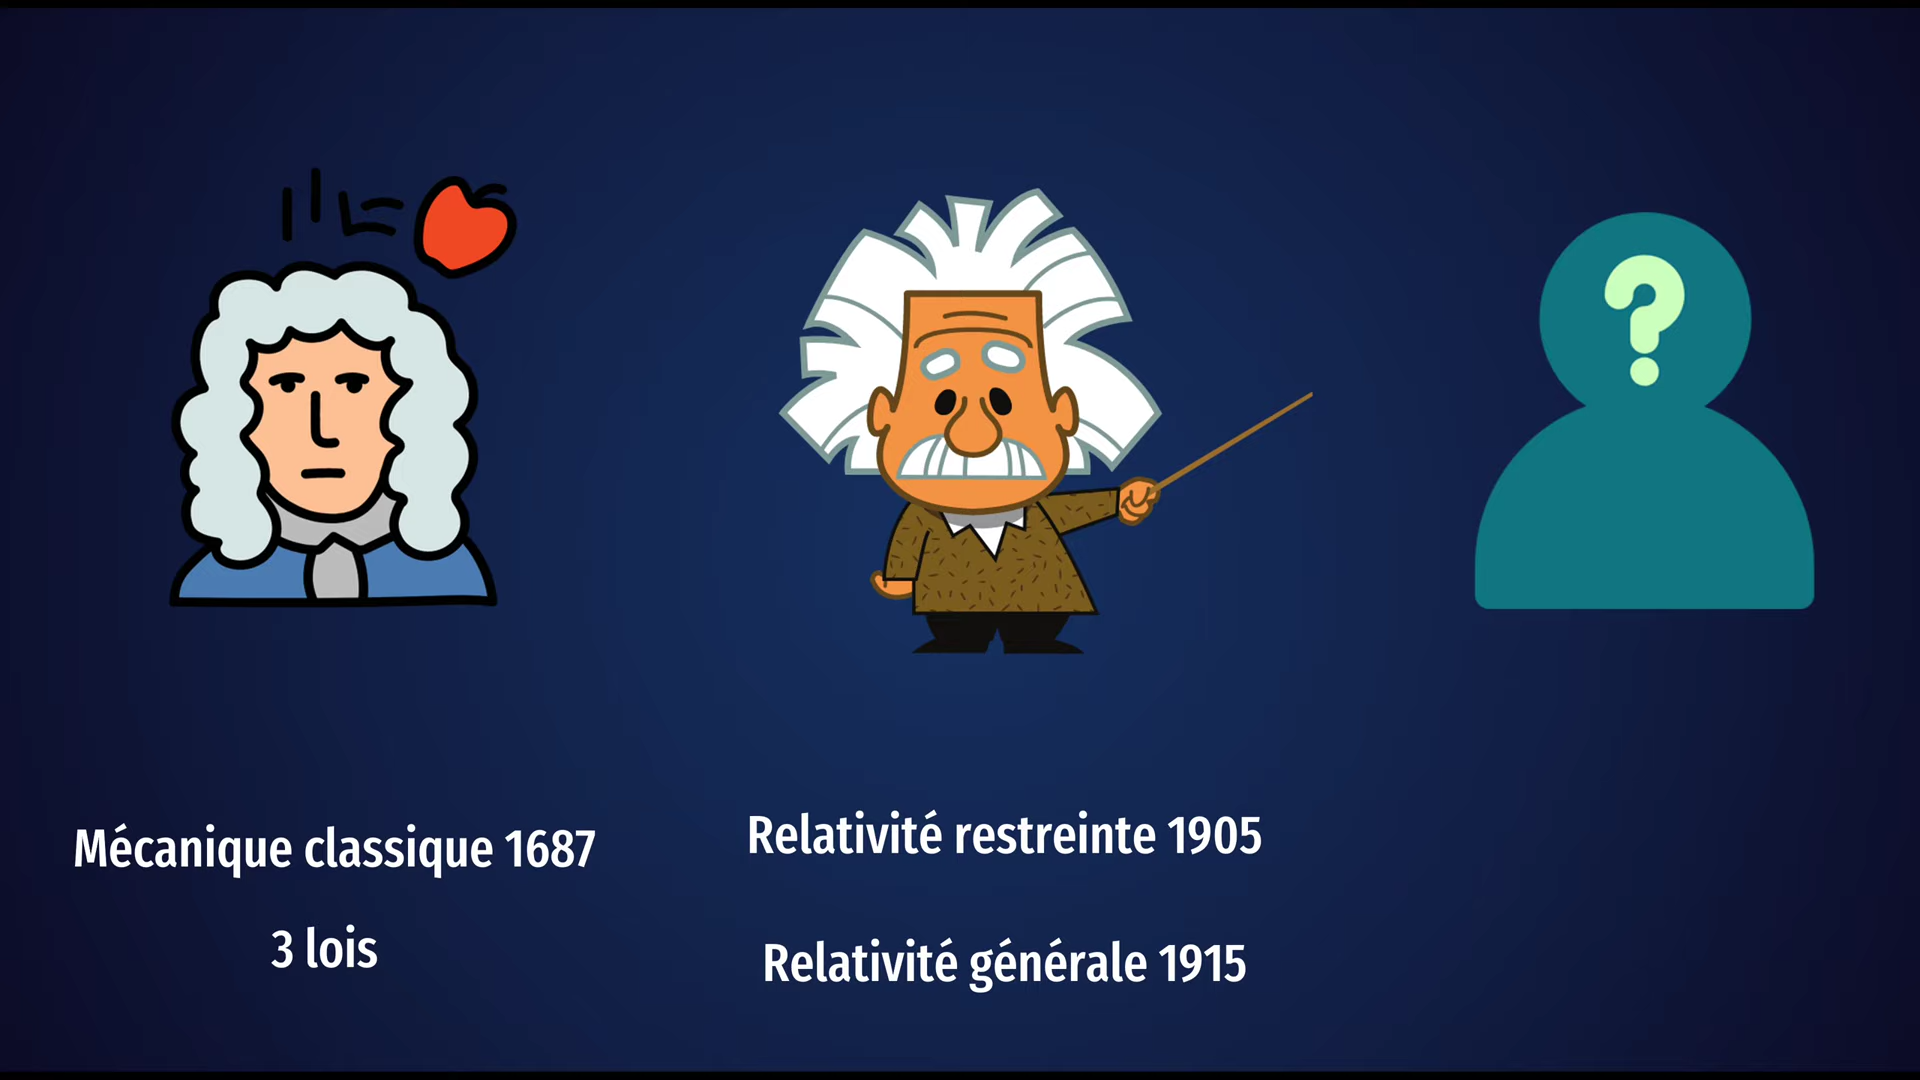 Mécanique classique 1687
3 lois
Relativité restreinte 1905
Relativité générale 1915
?